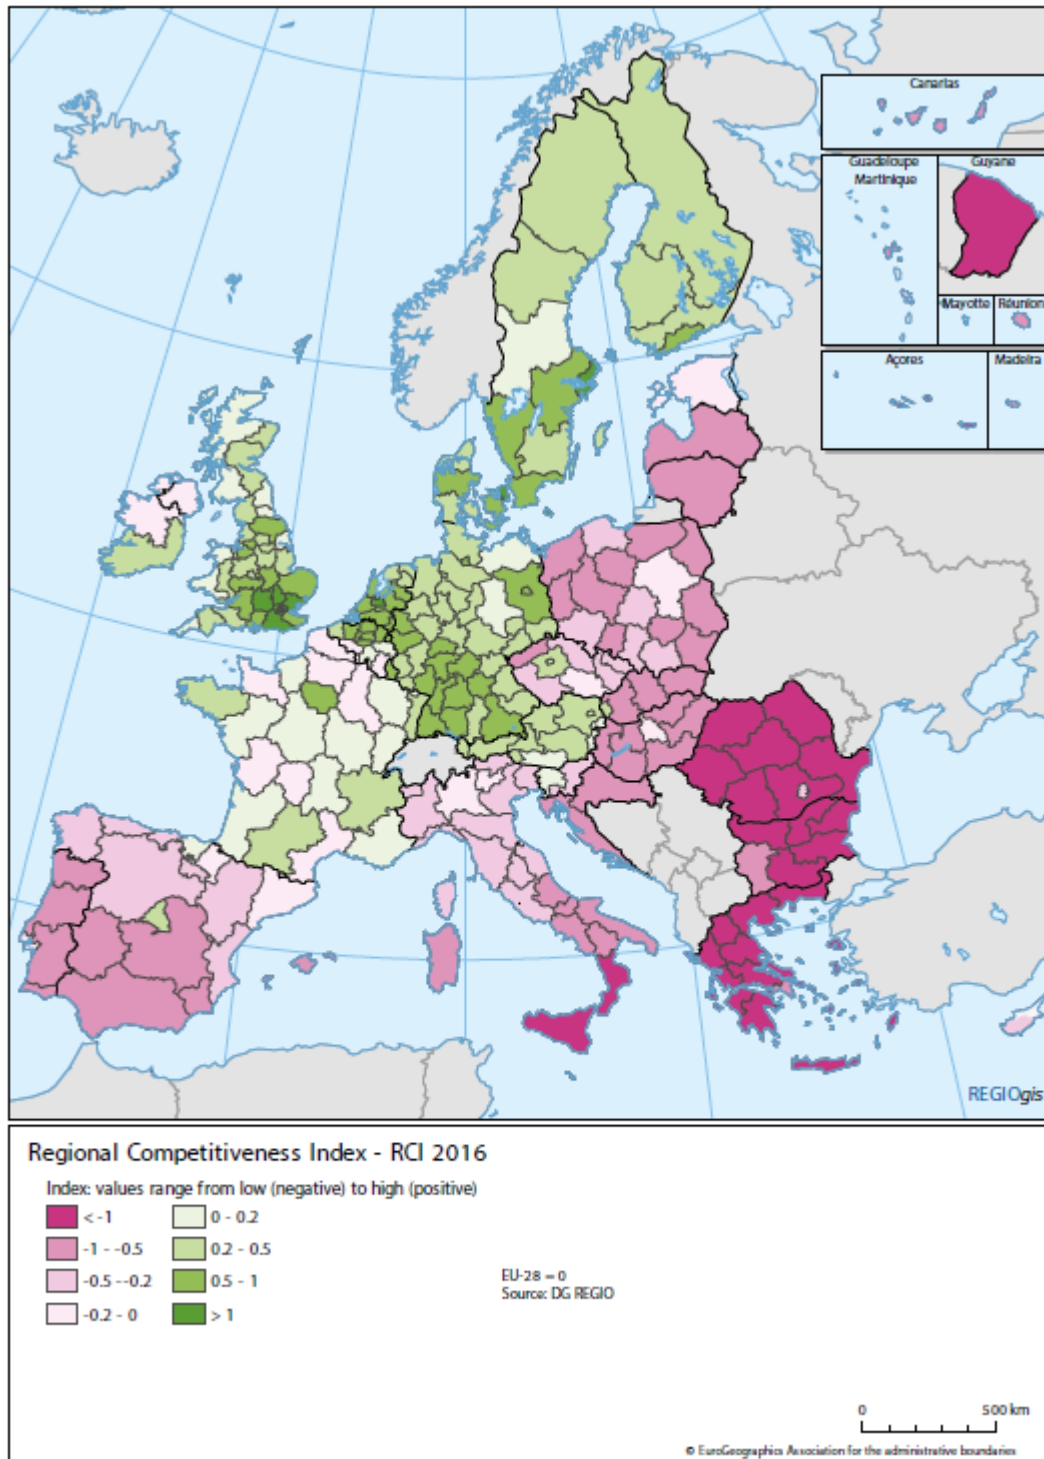 Canarias
Guadeloupe
Martinique
Guyane
Mayotte
Réunion
Açores
Madeira
REGIOgis
Regional Competitiveness Index - RCI 2016
Index: values range from low (negative) to high (positive)
< -1
-1 - -0.5
-0.5 --0.2
-0.2 - 0
0 - 0.2
0.2 - 0.5
0.5 - 1
> 1
EU-28 = 0
Source: DG REGIO
0 500 km
© EuroGeographics Association for the administrative boundaries